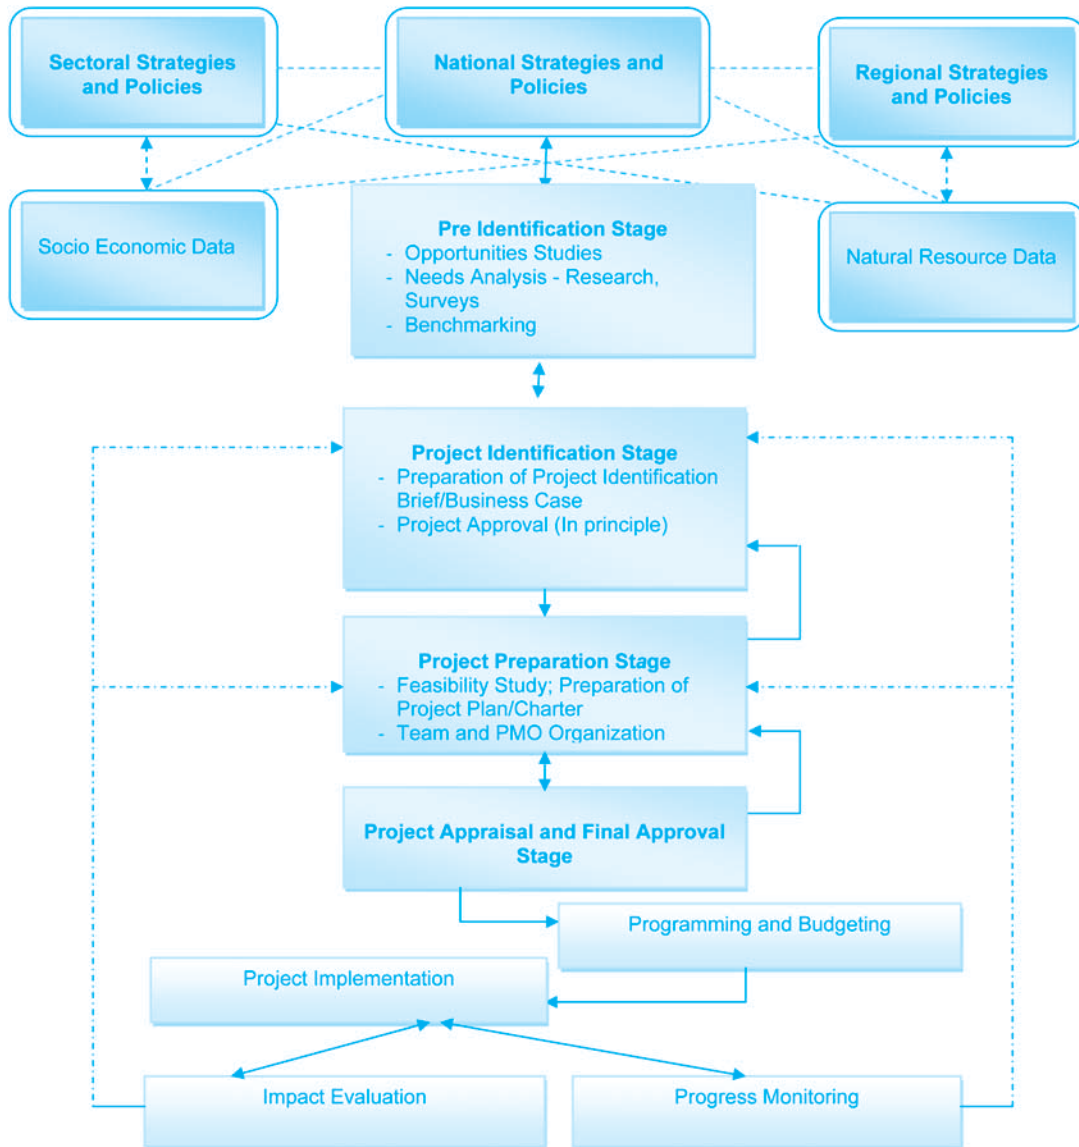 Sectoral Strategies
and Policies
National Strategies and
Policies
Regional Strategies
and Policies
Socio Economic Data
Pre Identification Stage
- Opportunities Studies
- Needs Analysis - Research,
Surveys
- Benchmarking
Natural Resource Data
Project Identification Stage
- Preparation of Project Identification
Brief/Business Case
- Project Approval (In principle)
Project Preparation Stage
- Feasibility Study; Preparation of
Project Plan/Charter
- Team and PMO Organization
Project Appraisal and Final Approval
Stage
Programming and Budgeting
Project Implementation
Impact Evaluation
Progress Monitoring